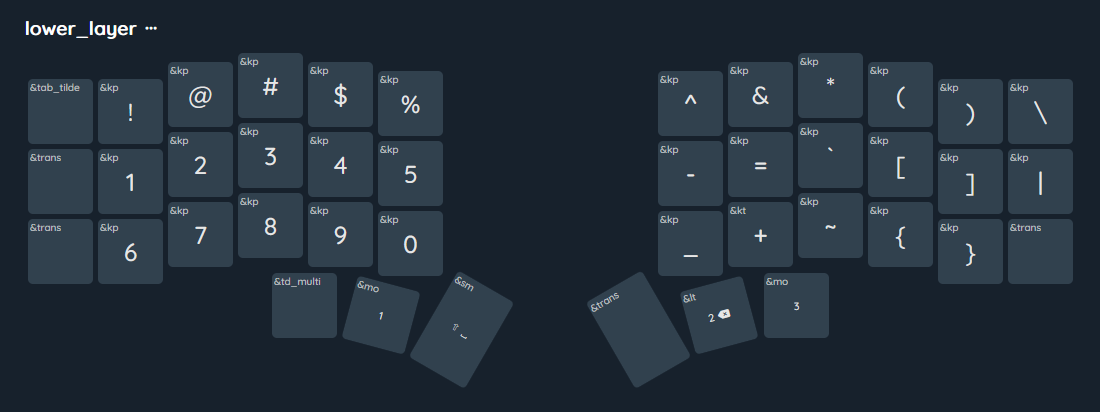 lower_layer ···
&tab_tilde &kp ! &kp @ &kp # &kp $ &kp % &kp ^ &kp & &kp * &kp ( &kp ) &kp \
&trans &kp 1 &kp 2 &kp 3 &kp 4 &kp 5 &kp - &kp = &kp ` &kp [ &kp ] &kp |
&trans &kp 6 &kp 7 &kp 8 &kp 9 &kp 0 &kp _ &kt + &kp ~ &kp { &kp } &trans
&td_multi &mo 1 &sm ⇧ ⎵ &trans &lt 2 ⌫ &mo 3